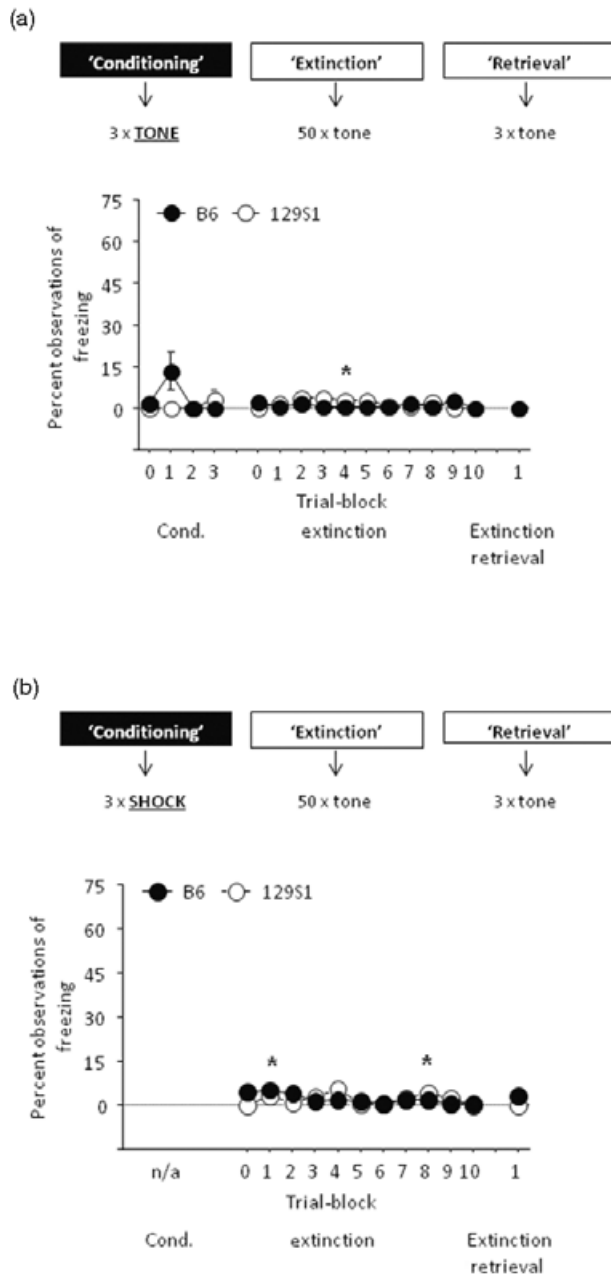 (a)
‘Conditioning’ ‘Extinction’ ‘Retrieval’
3 x TONE 50 x tone 3 x tone
Percent observations of
freezing
75
60
45
30
15
0
B6 129S1
*
0 1 2 3 0 1 2 3 4 5 6 7 8 9 10 1
Trial-block
Cond. extinction Extinction
retrieval
(b)
‘Conditioning’ ‘Extinction’ ‘Retrieval’
3 x SHOCK 50 x tone 3 x tone
Percent observations of
freezing
75
60
45
30
15
0
B6 129S1
* *
n/a 0 1 2 3 4 5 6 7 8 9 10 1
Trial-block
Cond. extinction Extinction
retrieval